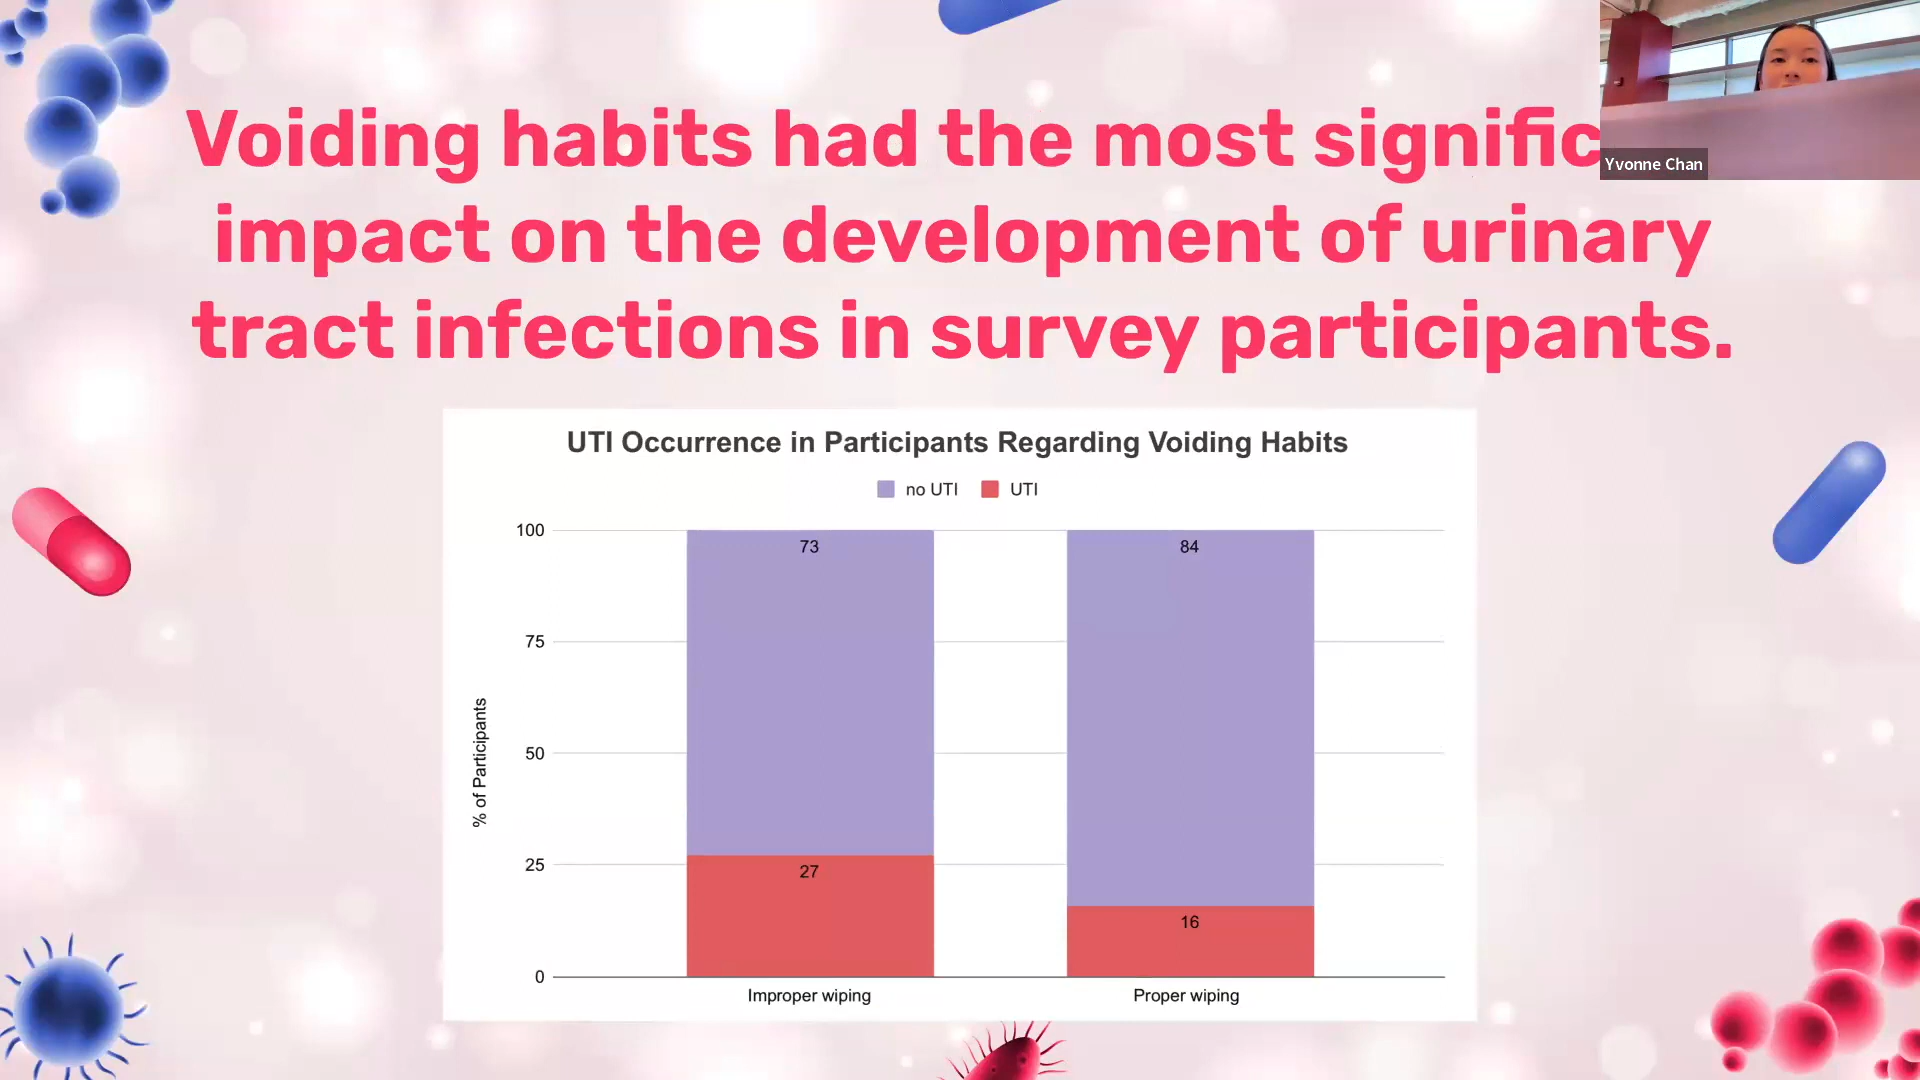 Voiding habits had the most signific
Yvonne Chan
impact on the development of urinary
tract infections in survey participants.
UTI Occurrence in Participants Regarding Voiding Habits
no UTI UTI
100
75
50
25
0
% of Participants
73
84
27
16
Improper wiping Proper wiping